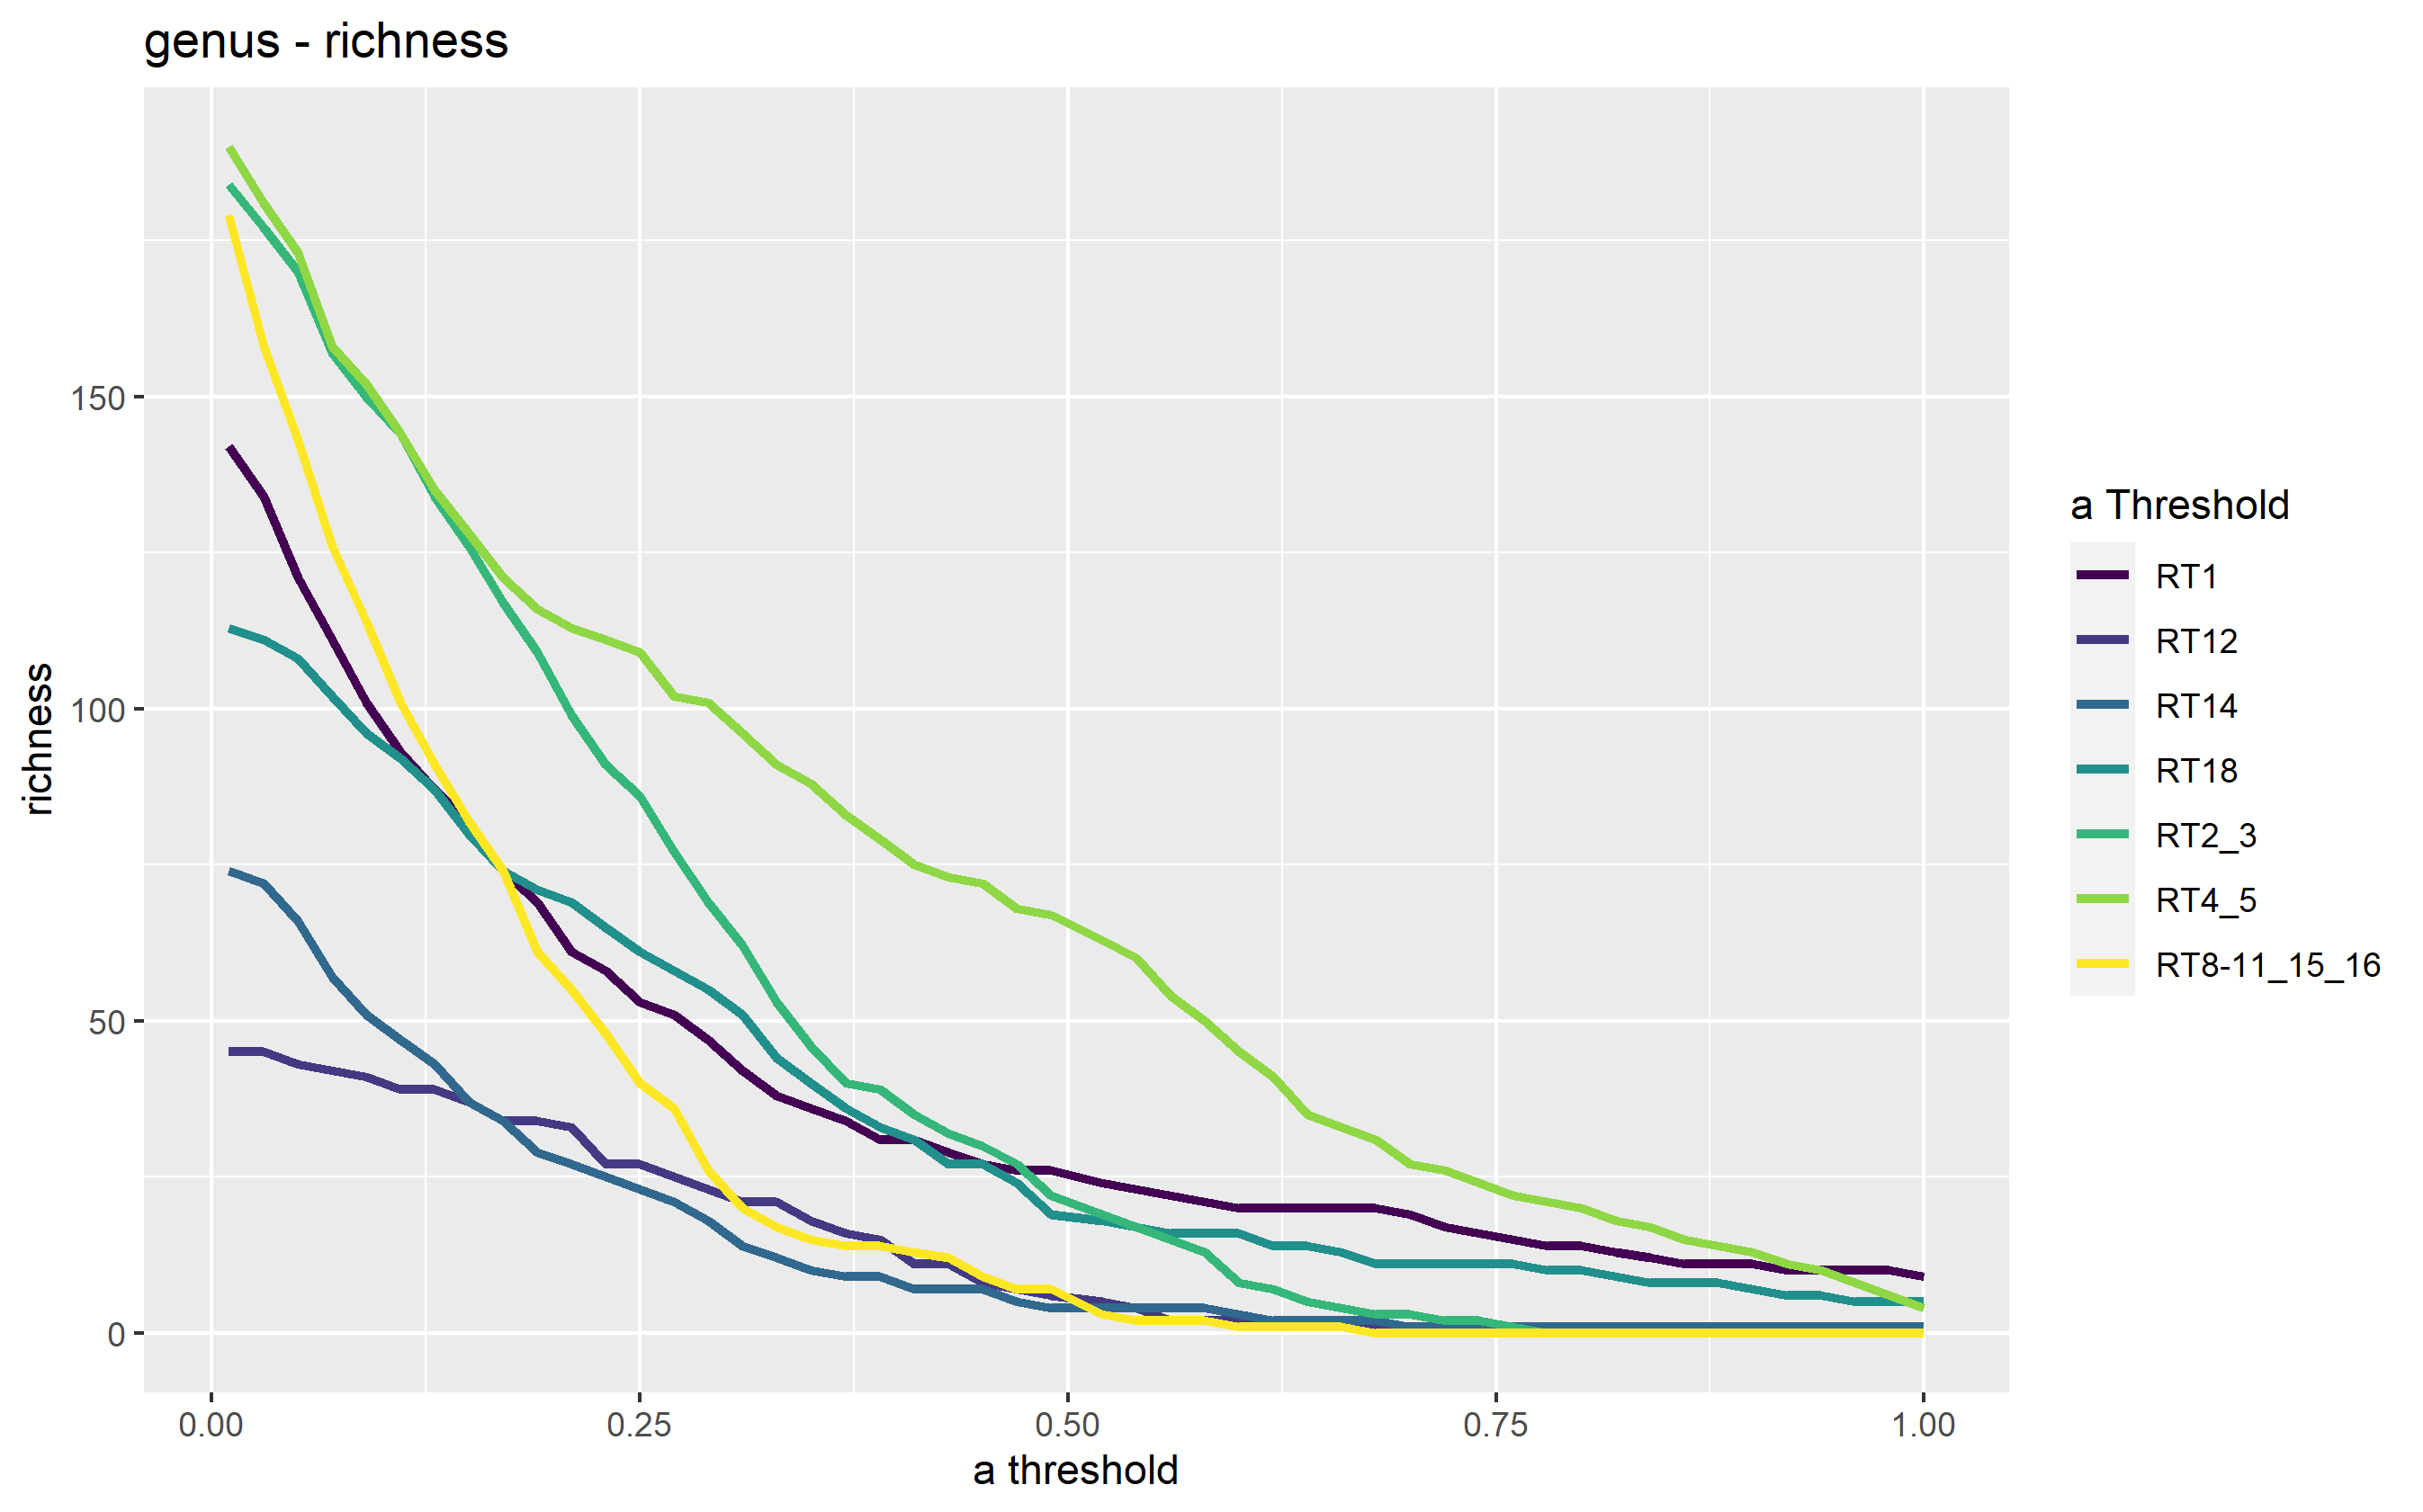 genus - richness
richness
150
100
50
0
0.00
0.25
0.50
0.75
1.00
a threshold
a Threshold
RT1
RT12
RT14
RT18
RT2_3
RT4_5
RT8-11_15_16